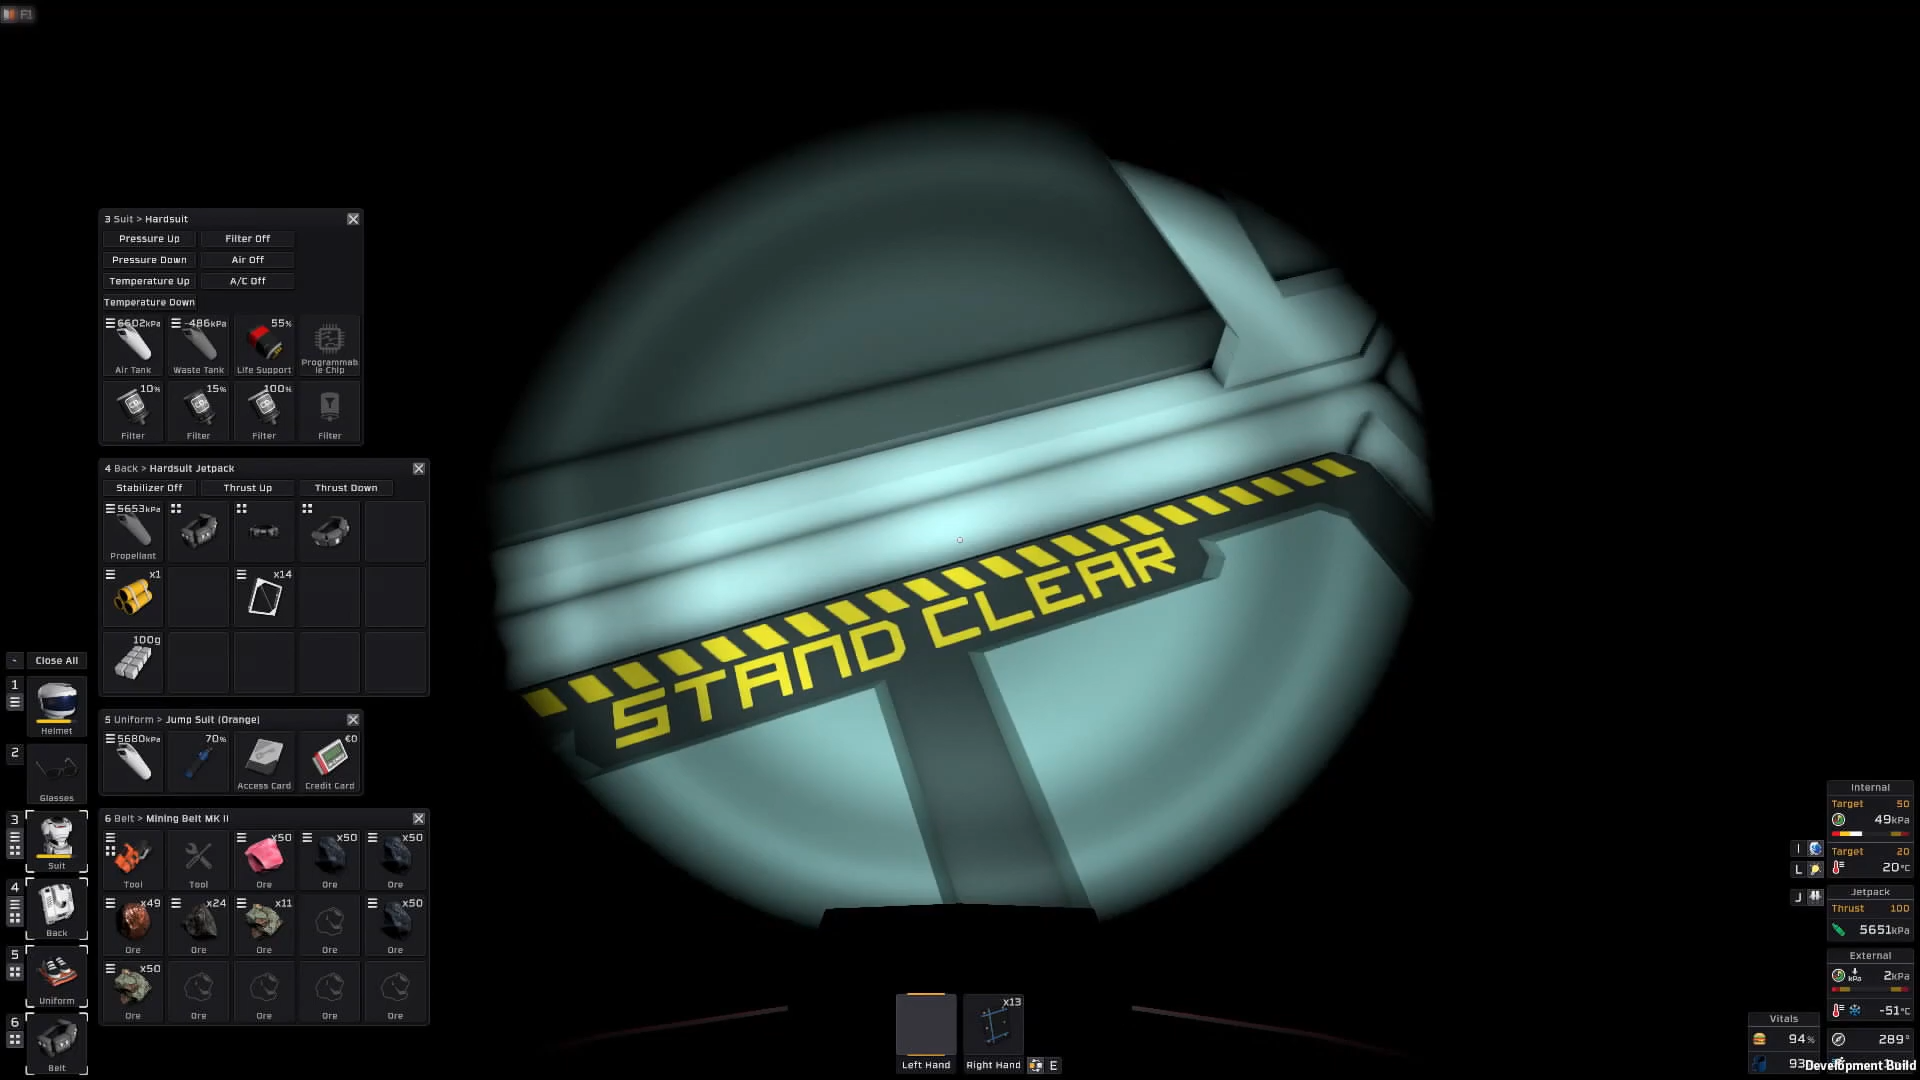 F1
3 Suit > Hardsuit
Pressure Up
Filter Off
Pressure Down
Air Off
Temperature Up
A/C Off
Temperature Down
6602kPa
-486kPa
55%
Air Tank
Waste Tank
Life Support
Programmab
le Chip
10%
15%
100%
Filter
Filter
Filter
Filter
4 Back > Hardsuit Jetpack
Stabilizer Off
Thrust Up
Thrust Down
5653kPa
Propellant
x1
x14
100g
5 Uniform > Jump Suit (Orange)
5680kPa
70%
€0
Access Card
Credit Card
6 Belt > Mining Belt MK II
x50
x50
x50
Tool
Tool
Ore
Ore
Ore
x49
x24
x11
x50
Ore
Ore
Ore
Ore
Ore
x50
Ore
Ore
Ore
Ore
Ore
~
Close All
1
Helmet
2
Glasses
3
Suit
4
Back
5
Uniform
6
Belt
STAND CLEAR
x13
Left Hand
Right Hand
E
Internal
Target 50
49kPa
Target 20
20°C
I
L
J
Jetpack
Thrust 100
5651kPa
External
kPa
2kPa
-51°C
289°
Vitals
94%
Development Build